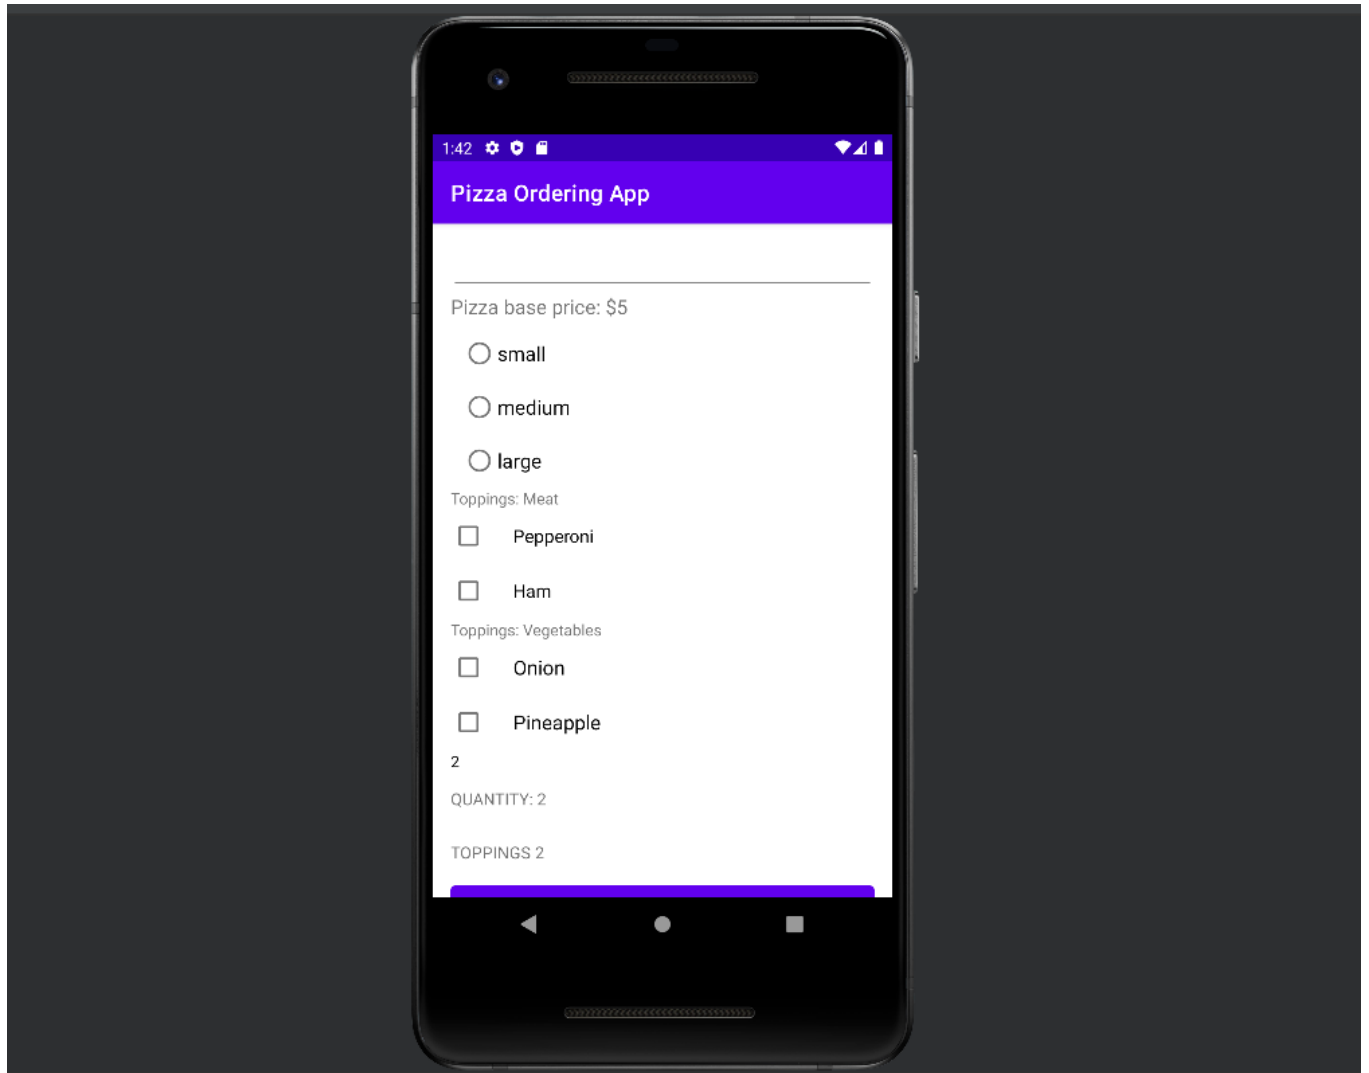 1:42
Pizza Ordering App
Pizza base price: $5
small
medium
large
Toppings: Meat
Pepperoni
Ham
Toppings: Vegetables
Onion
Pineapple
2
QUANTITY: 2
TOPPINGS 2